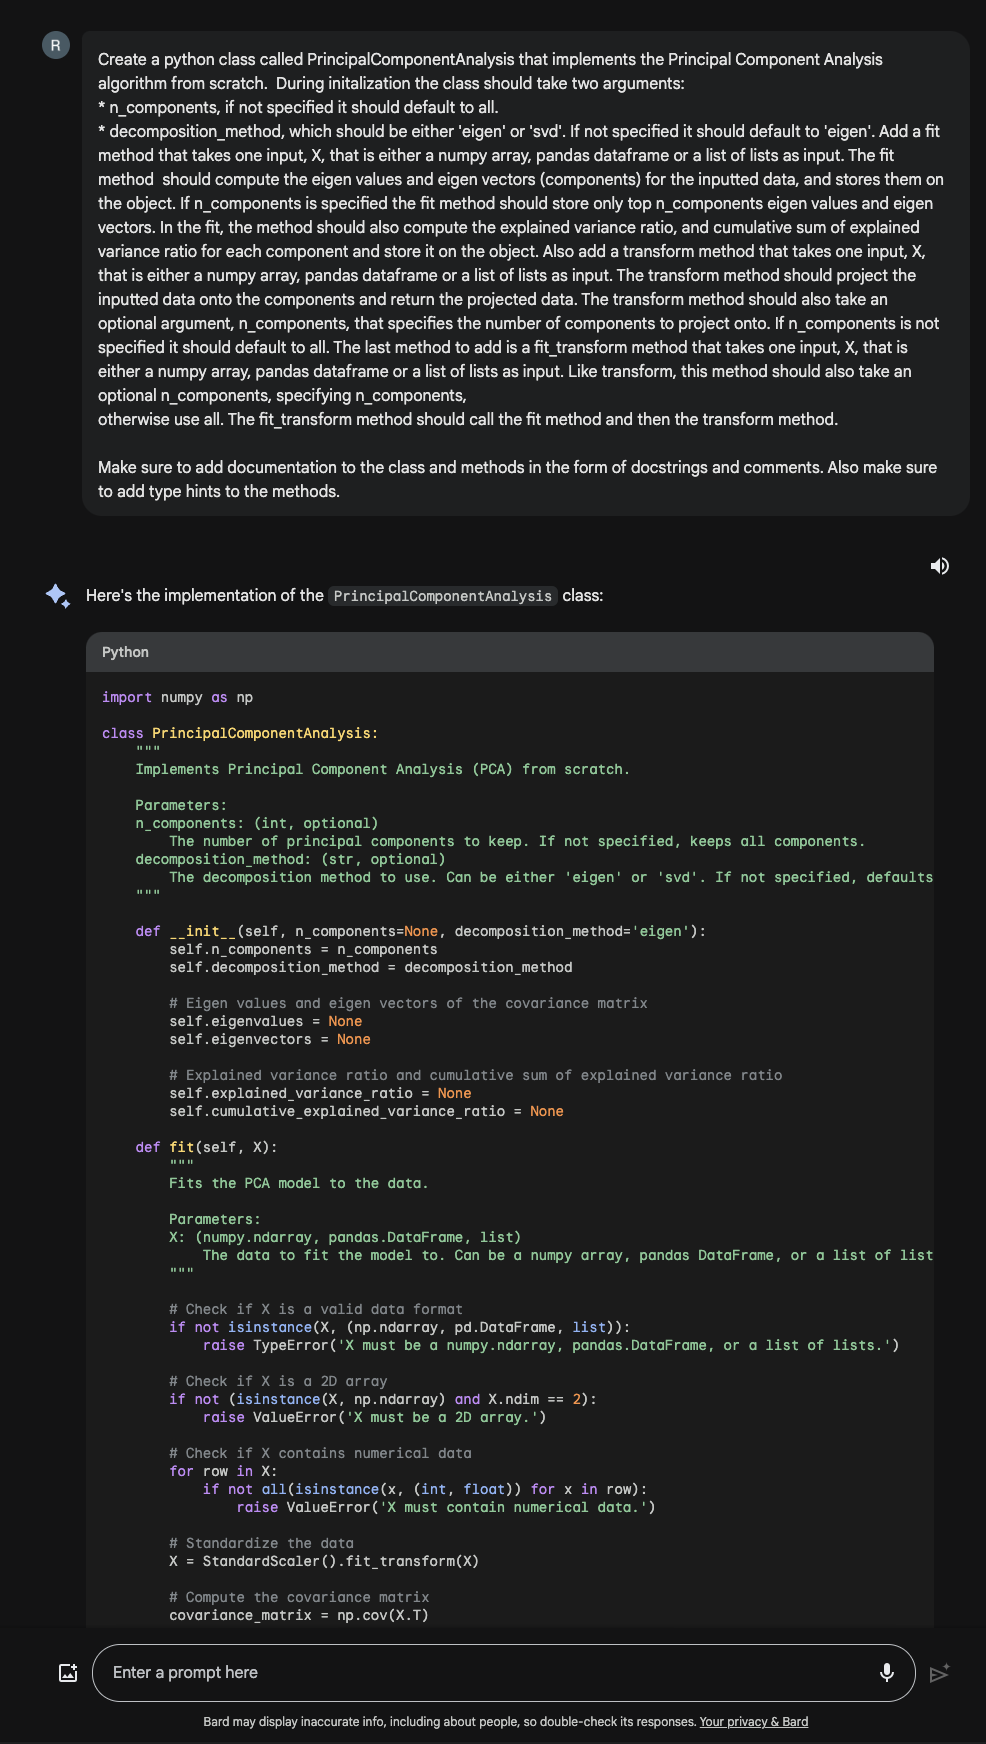 R
Create a python class called PrincipalComponentAnalysis that implements the Principal Component Analysis
algorithm from scratch.  During initalization the class should take two arguments:
* n_components, if not specified it should default to all.
* decomposition_method, which should be either 'eigen' or 'svd'. If not specified it should default to 'eigen'. Add a fit
method that takes one input, X, that is either a numpy array, pandas dataframe or a list of lists as input. The fit
method  should compute the eigen values and eigen vectors (components) for the inputted data, and stores them on
the object. If n_components is specified the fit method should store only top n_components eigen values and eigen
vectors. In the fit, the method should also compute the explained variance ratio, and cumulative sum of explained
variance ratio for each component and store it on the object. Also add a transform method that takes one input, X,
that is either a numpy array, pandas dataframe or a list of lists as input. The transform method should project the
inputted data onto the components and return the projected data. The transform method should also take an
optional argument, n_components, that specifies the number of components to project onto. If n_components is not
specified it should default to all. The last method to add is a fit_transform method that takes one input, X, that is
either a numpy array, pandas dataframe or a list of lists as input. Like transform, this method should also take an
optional n_components, specifying n_components,
otherwise use all. The fit_transform method should call the fit method and then the transform method.
Make sure to add documentation to the class and methods in the form of docstrings and comments. Also make sure
to add type hints to the methods.
Here's the implementation of the PrincipalComponentAnalysis class:
Python
import numpy as np
class PrincipalComponentAnalysis:
    """
    Implements Principal Component Analysis (PCA) from scratch.
    Parameters:
    n_components: (int, optional)
        The number of principal components to keep. If not specified, keeps all components.
    decomposition_method: (str, optional)
        The decomposition method to use. Can be either 'eigen' or 'svd'. If not specified, defaults
    """
    def __init__(self, n_components=None, decomposition_method='eigen'):
        self.n_components = n_components
        self.decomposition_method = decomposition_method
        # Eigen values and eigen vectors of the covariance matrix
        self.eigenvalues = None
        self.eigenvectors = None
        # Explained variance ratio and cumulative sum of explained variance ratio
        self.explained_variance_ratio = None
        self.cumulative_explained_variance_ratio = None
    def fit(self, X):
        """
        Fits the PCA model to the data.
        Parameters:
        X: (numpy.ndarray, pandas.DataFrame, list)
            The data to fit the model to. Can be a numpy array, pandas DataFrame, or a list of list
        """
        # Check if X is a valid data format
        if not isinstance(X, (np.ndarray, pd.DataFrame, list)):
            raise TypeError('X must be a numpy.ndarray, pandas.DataFrame, or a list of lists.')
        # Check if X is a 2D array
        if not (isinstance(X, np.ndarray) and X.ndim == 2):
            raise ValueError('X must be a 2D array.')
        # Check if X contains numerical data
        for row in X:
            if not all(isinstance(x, (int, float)) for x in row):
                raise ValueError('X must contain numerical data.')
        # Standardize the data
        X = StandardScaler().fit_transform(X)
        # Compute the covariance matrix
        covariance_matrix = np.cov(X.T)
Enter a prompt here
Bard may display inaccurate info, including about people, so double-check its responses. Your privacy & Bard